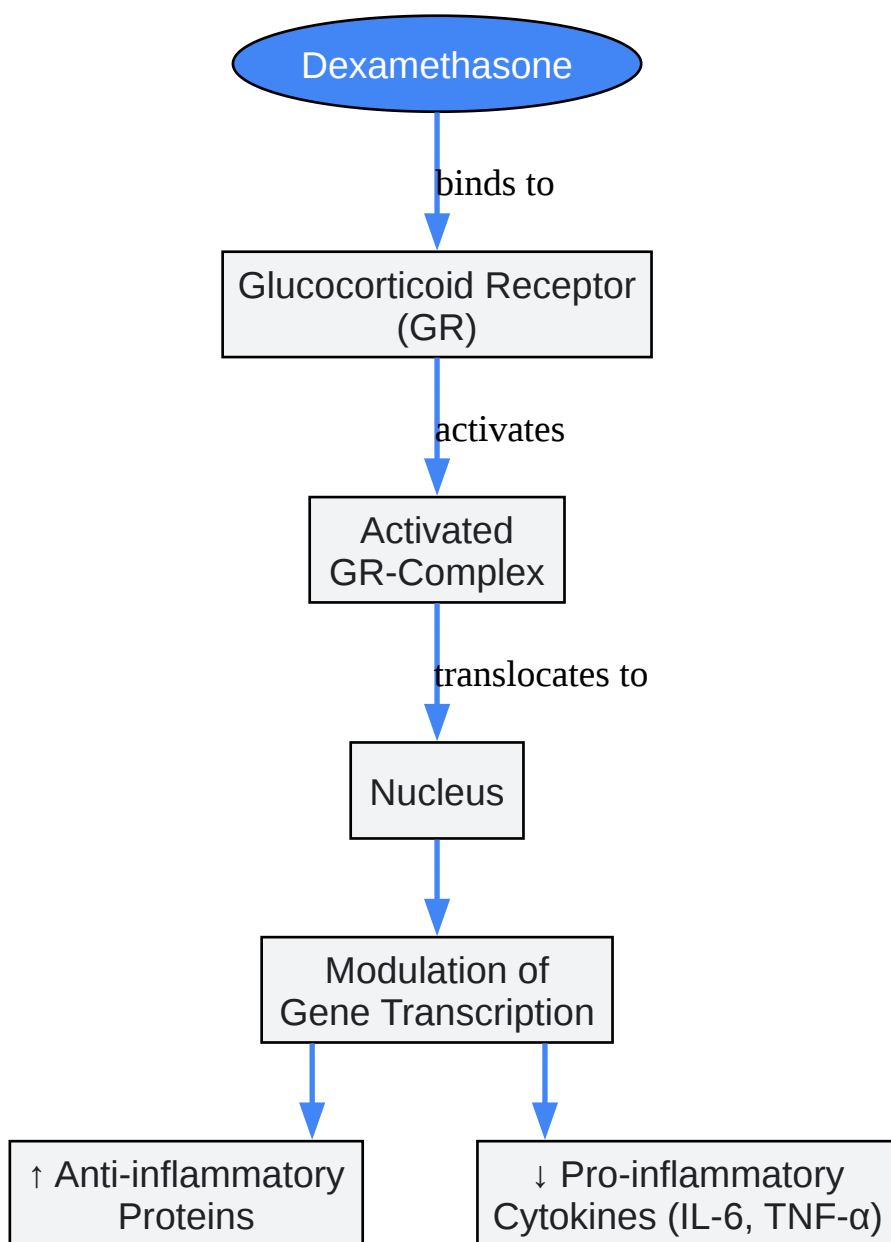 Dexamethasone
binds to
Glucocorticoid Receptor
(GR)
activates
Activated
GR-Complex
translocates to
Nucleus
Modulation of
Gene Transcription
↑ Anti-inflammatory
Proteins
↓ Pro-inflammatory
Cytokines (IL-6, TNF-α)